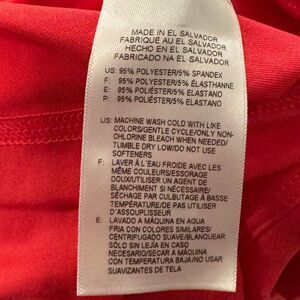 MADE IN EL SALVADOR
FABRIQUÉ AU EL SALVADOR
HECHO EN EL SALVADOR
FABRICADO NA EL SALVADOR
US: 95% POLYESTER/5% SPANDEX
F: 95% POLYESTER/5% ÉLASTHANNE
E: 95% POLIÉSTER/5% ELASTANO
P: 95% POLIÉSTER/5% ELASTANO
US: MACHINE WASH COLD WITH LIKE
COLORS/GENTLE CYCLE/ONLY NON-
CHLORINE BLEACH WHEN NEEDED/
TUMBLE DRY LOW/DO NOT USE
SOFTENERS
F: LAVER À L'EAU FROIDE AVEC LES
MÊME COULEURS/ESSORAGE
DOUX/UTILISER UN AGENT DE
BLANCHIMENT SI NÉCESSAIRE/
SÉCHAGE PAR CULBUTAGE À BASSE
TEMPÉRATURE/DE PAS UTILISER
D'ASSOUPLISSEUR
E: LAVADO A MÁQUINA EN AGUA
FRIA CON COLORES SIMILARES/
CENTRIFUGADO SUAVE/BLANQUEAR
SÓLO SIN LEJA EN CASO
NECESARIO/SECAR A MÁQUINA
CON TEMPERATURA BAJA/NO USAR
SUAVIZANTES DE TELA